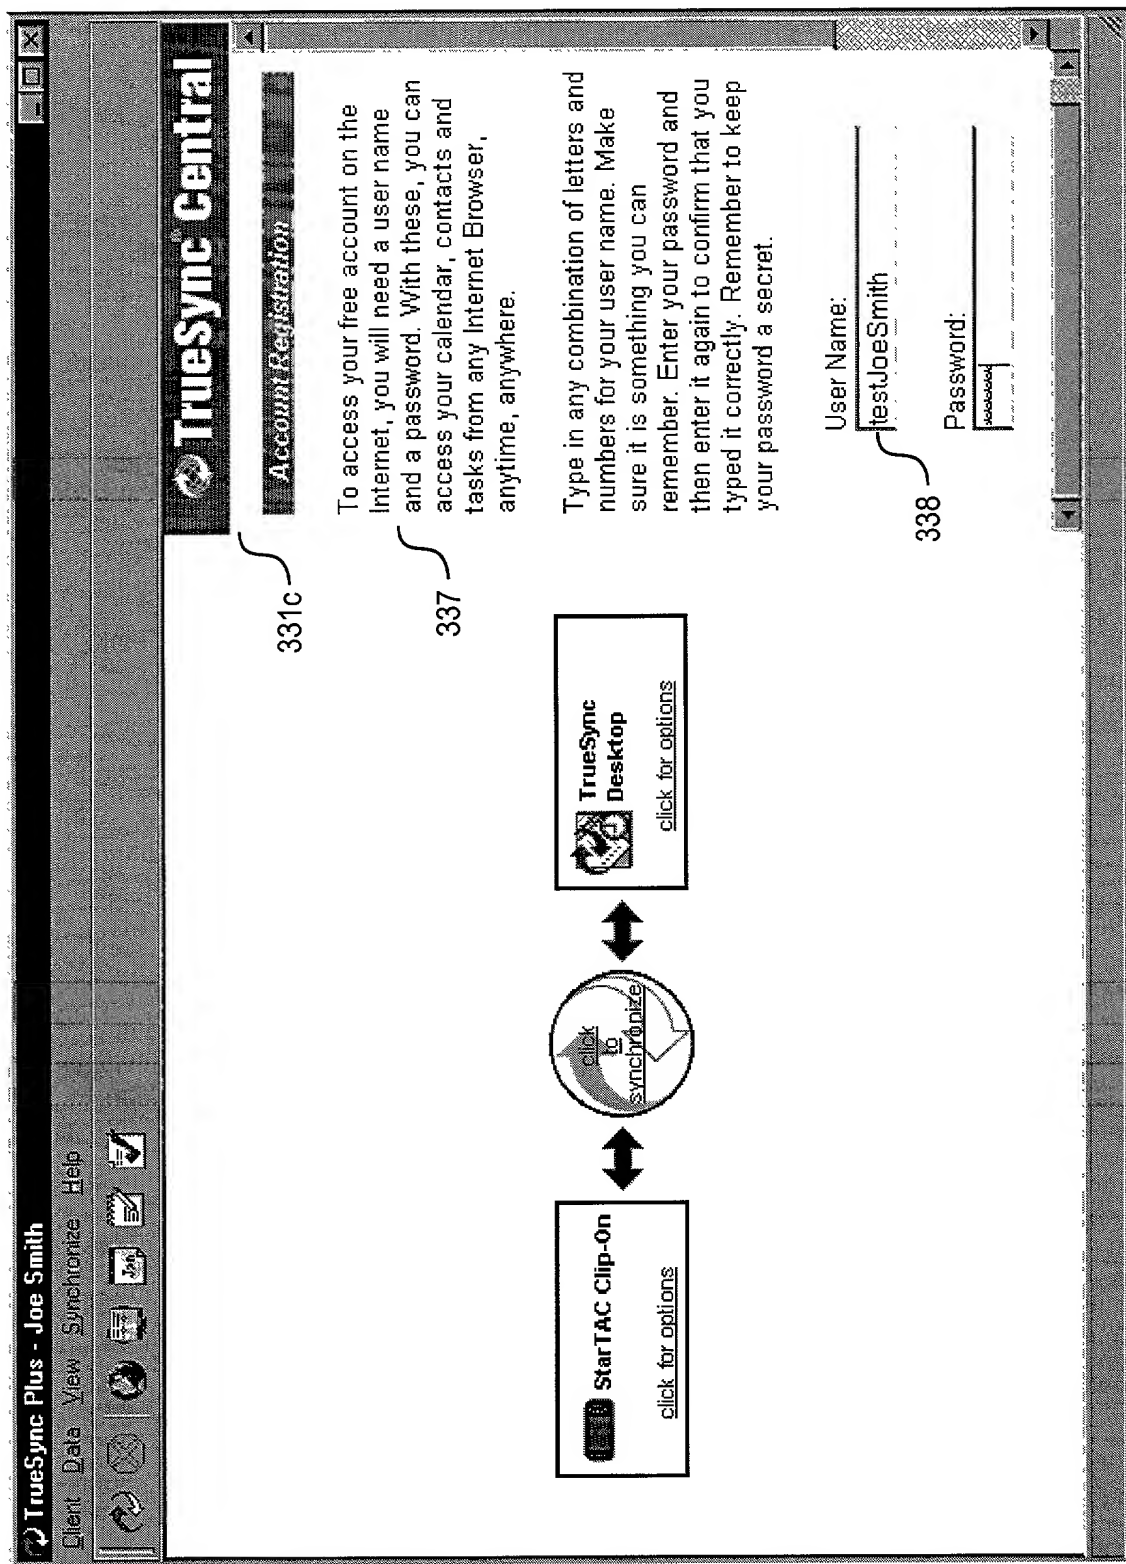 TrueSync Plus - Joe Smith
Client Data View Synchronize Help
Jan
StarTAC Clip-On
click for options
click
to
synchronize
TrueSync
Desktop
click for options
TrueSync® Central
331c
Account Registration
337
To access your free account on the
Internet, you will need a user name
and a password. With these, you can
access your calendar, contacts and
tasks from any Internet Browser,
anytime, anywhere.
Type in any combination of letters and
numbers for your user name. Make
sure it is something you can
remember. Enter your password and
then enter it again to confirm that you
typed it correctly. Remember to keep
your password a secret.
User Name:
testJoeSmith
338
Password:
******